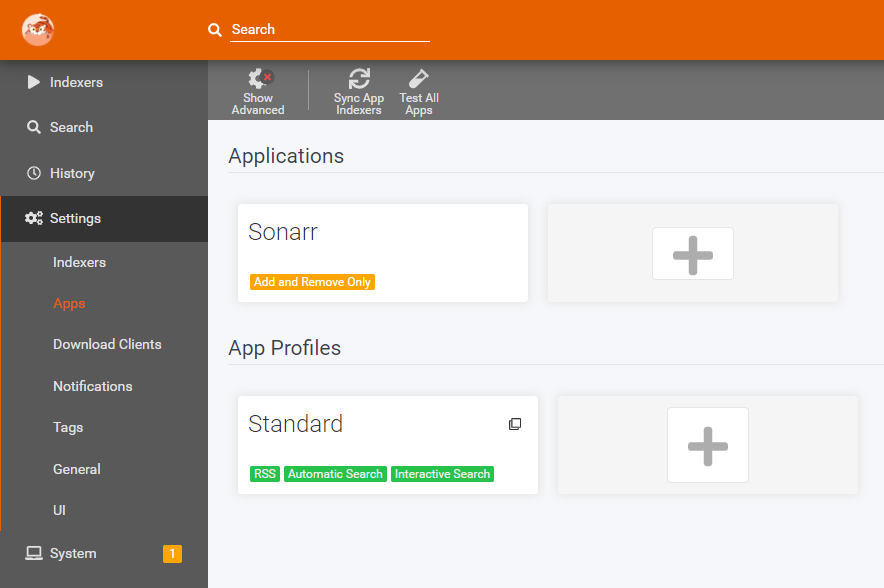 Search
Indexers
Search
History
Settings
Indexers
Apps
Download Clients
Notifications
Tags
General
UI
System 1
Show
Advanced
Sync App
Indexers
Test All
Apps
Applications
Sonarr
Add and Remove Only
App Profiles
Standard
RSS Automatic Search Interactive Search